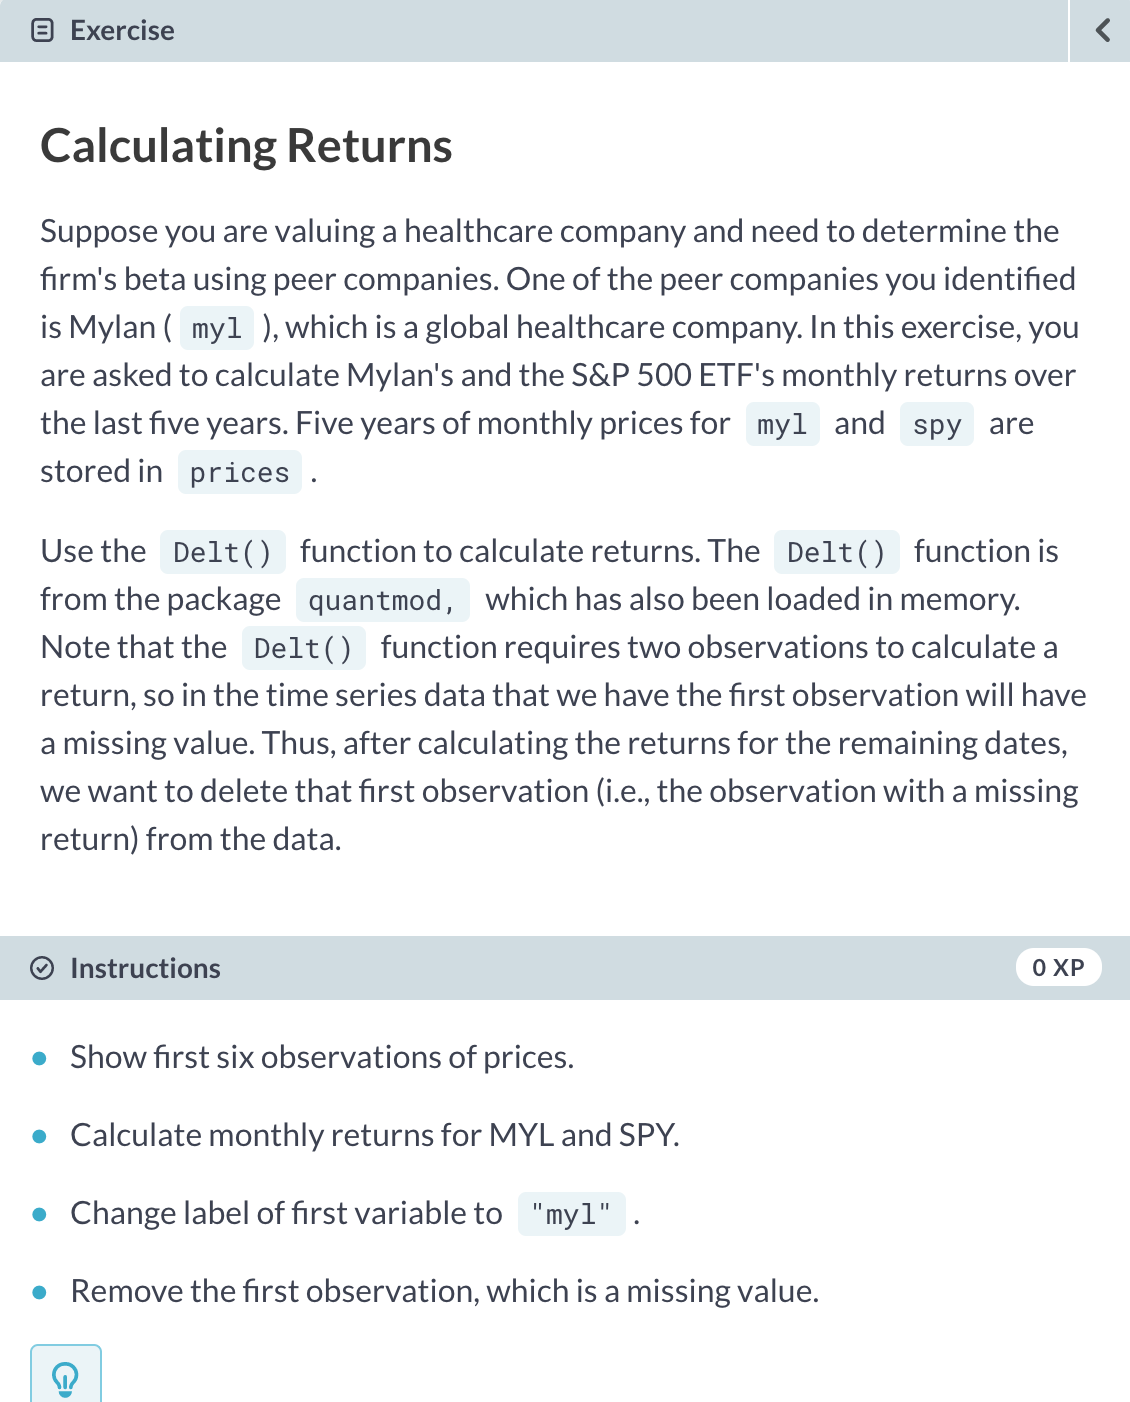 Exercise
Calculating Returns
Suppose you are valuing a healthcare company and need to determine the
firm's beta using peer companies. One of the peer companies you identified
is Mylan ( myl ), which is a global healthcare company. In this exercise, you
are asked to calculate Mylan's and the S&P 500 ETF's monthly returns over
the last five years. Five years of monthly prices for myl and spy are
stored in prices .
Use the Delt() function to calculate returns. The Delt() function is
from the package quantmod, which has also been loaded in memory.
Note that the Delt() function requires two observations to calculate a
return, so in the time series data that we have the first observation will have
a missing value. Thus, after calculating the returns for the remaining dates,
we want to delete that first observation (i.e., the observation with a missing
return) from the data.
Instructions
0 XP
Show first six observations of prices.
Calculate monthly returns for MYL and SPY.
Change label of first variable to "myl" .
Remove the first observation, which is a missing value.